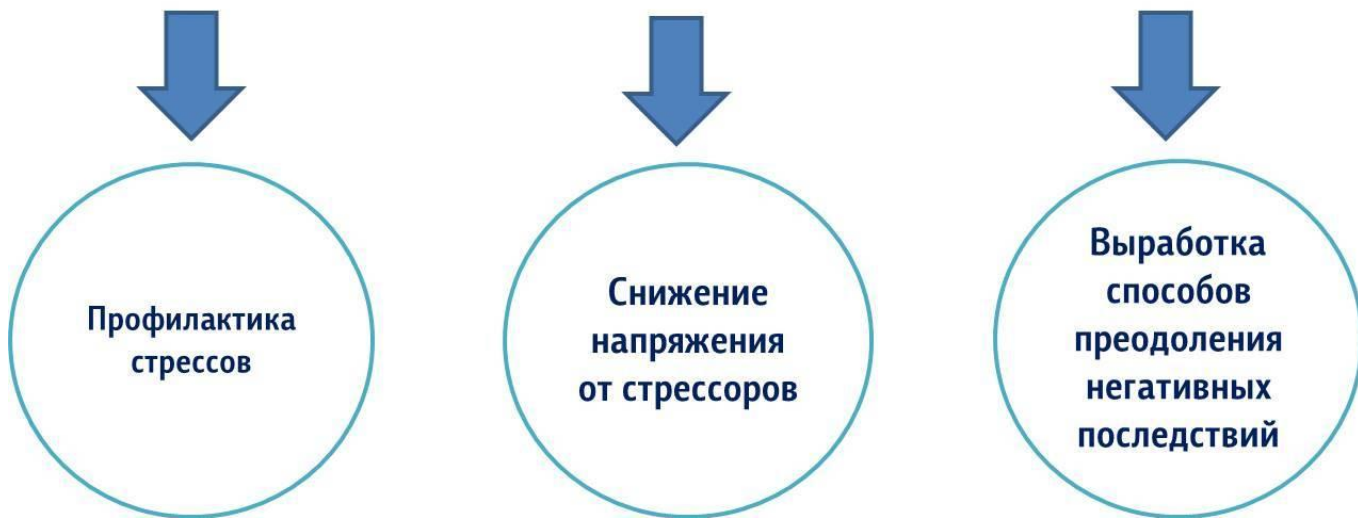 Профилактика
стрессов
Снижение
напряжения
от стрессоров
Выработка
способов
преодоления
негативных
последствий